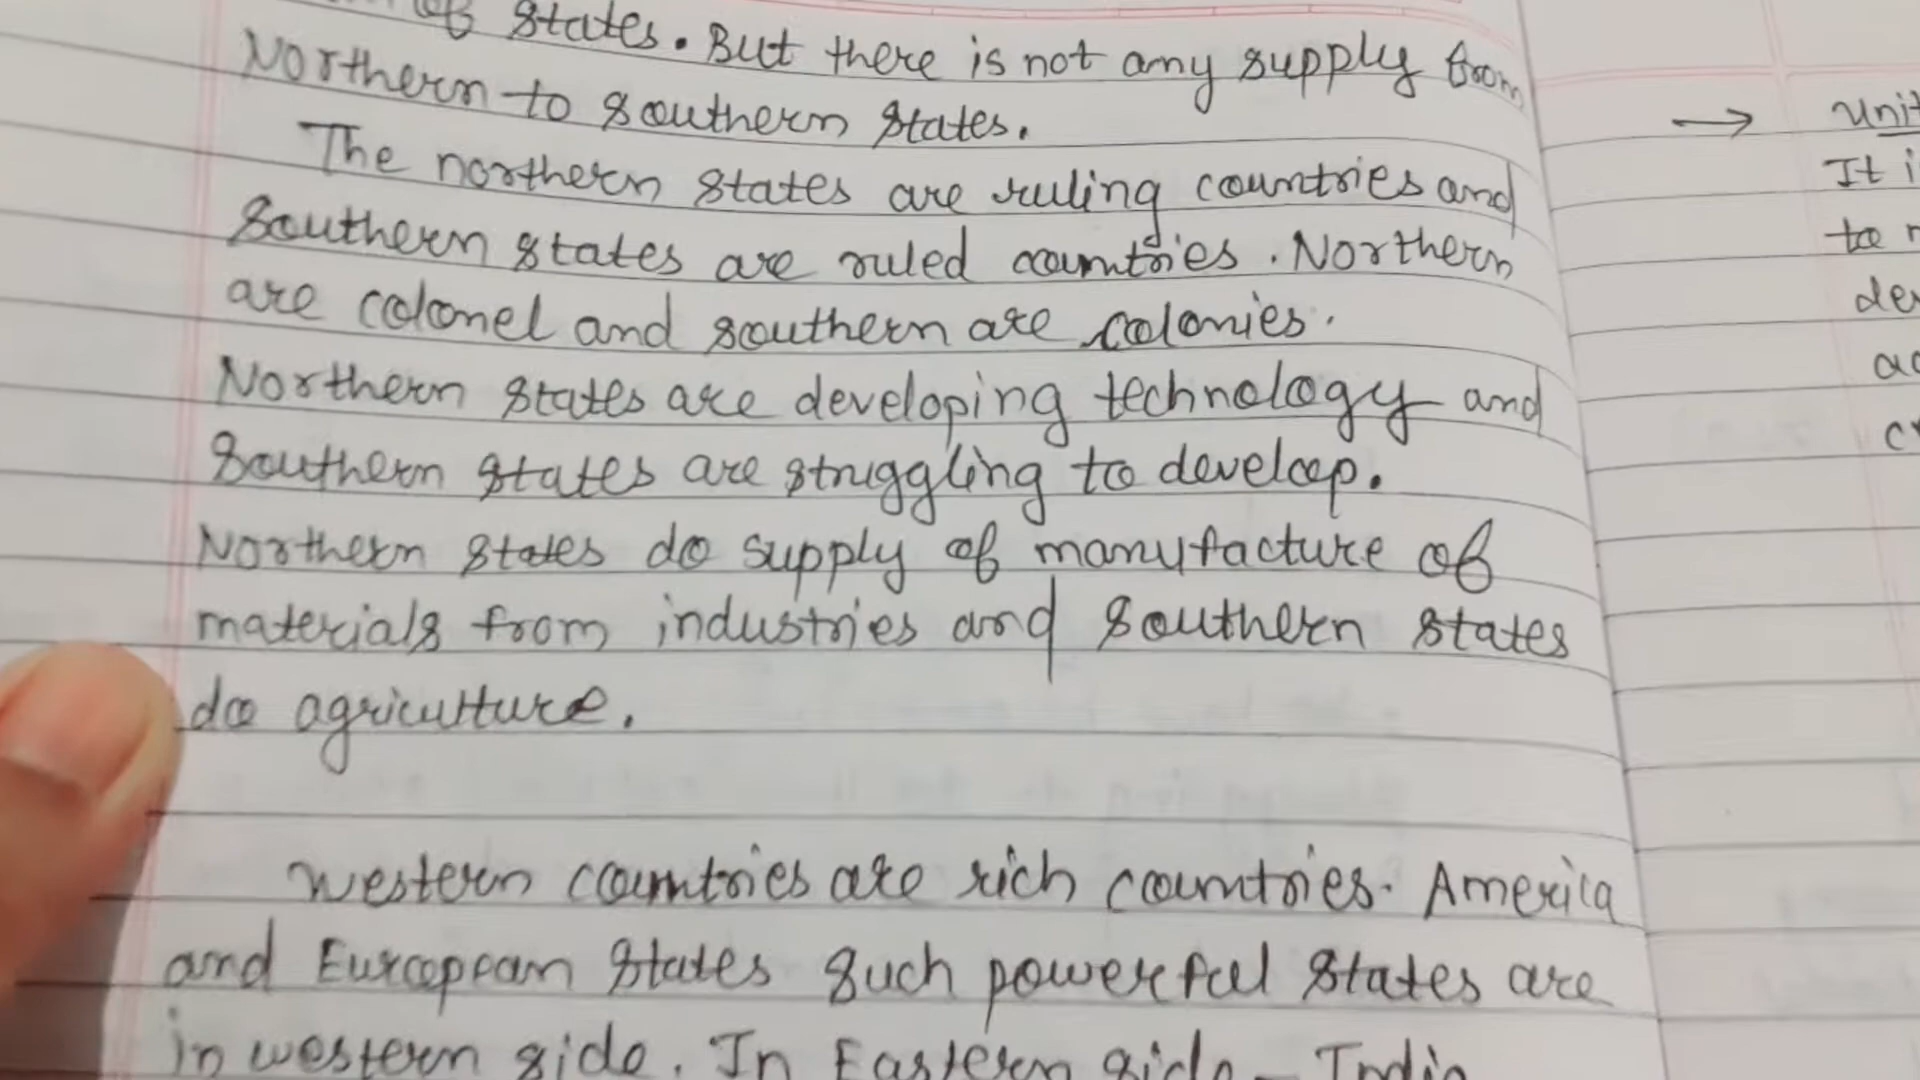 of states. But there is not any supply from
Northern to southern states.
The northern states are ruling countries and
Southern states are ruled countries. Northern
are colonel and southern are colonies.
Northern states are developing technology and
Southern states are struggling to develop.
Northern states do supply of manufacture of
materials from industries and southern states
do agriculture.
Western countries are rich countries. America
and European states such powerful states are
in western side. In Eastern side - India
→
It i
to